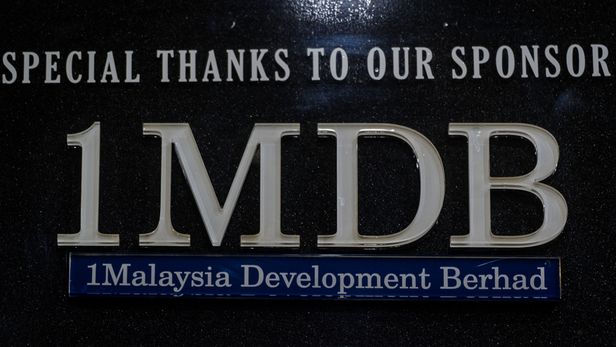 SPECIAL THANKS TO OUR SPONSOR
1MDB
1Malaysia Development Berhad